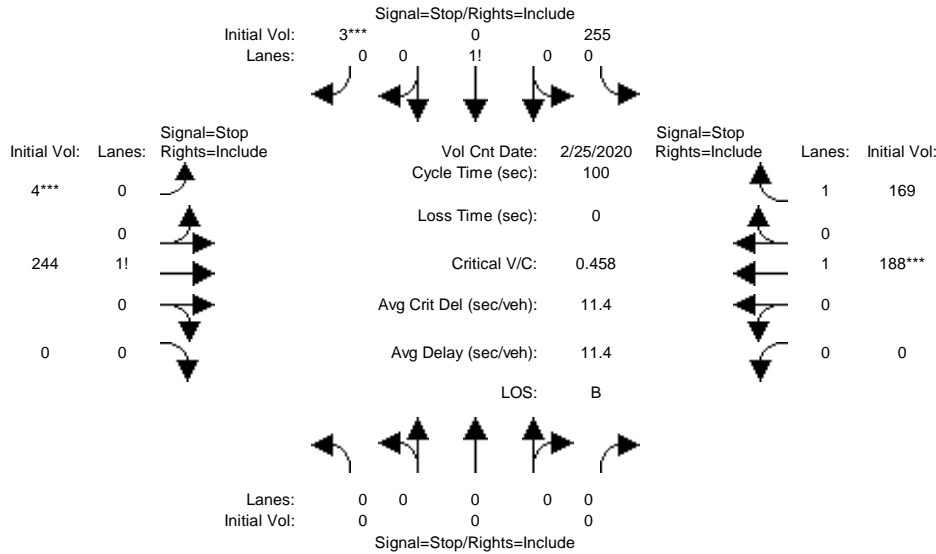 Signal=Stop/Rights=Include
Initial Vol: 3*** 0 255
Lanes: 0 0 1! 0 0
Signal=Stop Signal=Stop
Initial Vol: Lanes: Rights=Include Vol Cnt Date: 2/25/2020 Rights=Include Lanes: Initial Vol:
Cycle Time (sec): 100
4*** 0 1 169
Loss Time (sec): 0
0 0
244 1! Critical V/C: 0.458 1 188***
0 Avg Crit Del (sec/veh): 11.4 0
0 0 Avg Delay (sec/veh): 11.4 0 0
LOS: B
Lanes: 0 0 0 0 0
Initial Vol: 0 0 0
Signal=Stop/Rights=Include